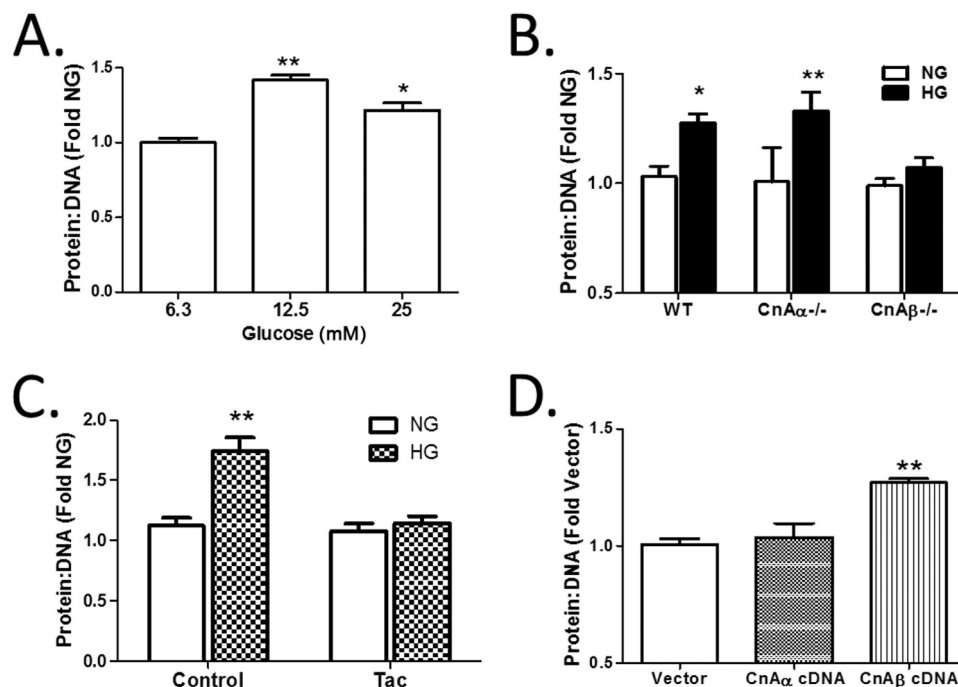 A.
Protein:DNA (Fold NG)
1.5
1.0
0.5
0.0
**
*
6.3 12.5 25
Glucose (mM)
B.
Protein:DNA (Fold NG)
1.5
1.0
0.5
*
**
NG
HG
WT CnAα-/- CnAβ-/-
C.
Protein:DNA (Fold NG)
2.0
1.5
1.0
0.5
0.0
**
NG
HG
Control Tac
D.
Protein:DNA (Fold Vector)
1.5
1.0
0.5
**
Vector CnAα cDNA CnAβ cDNA